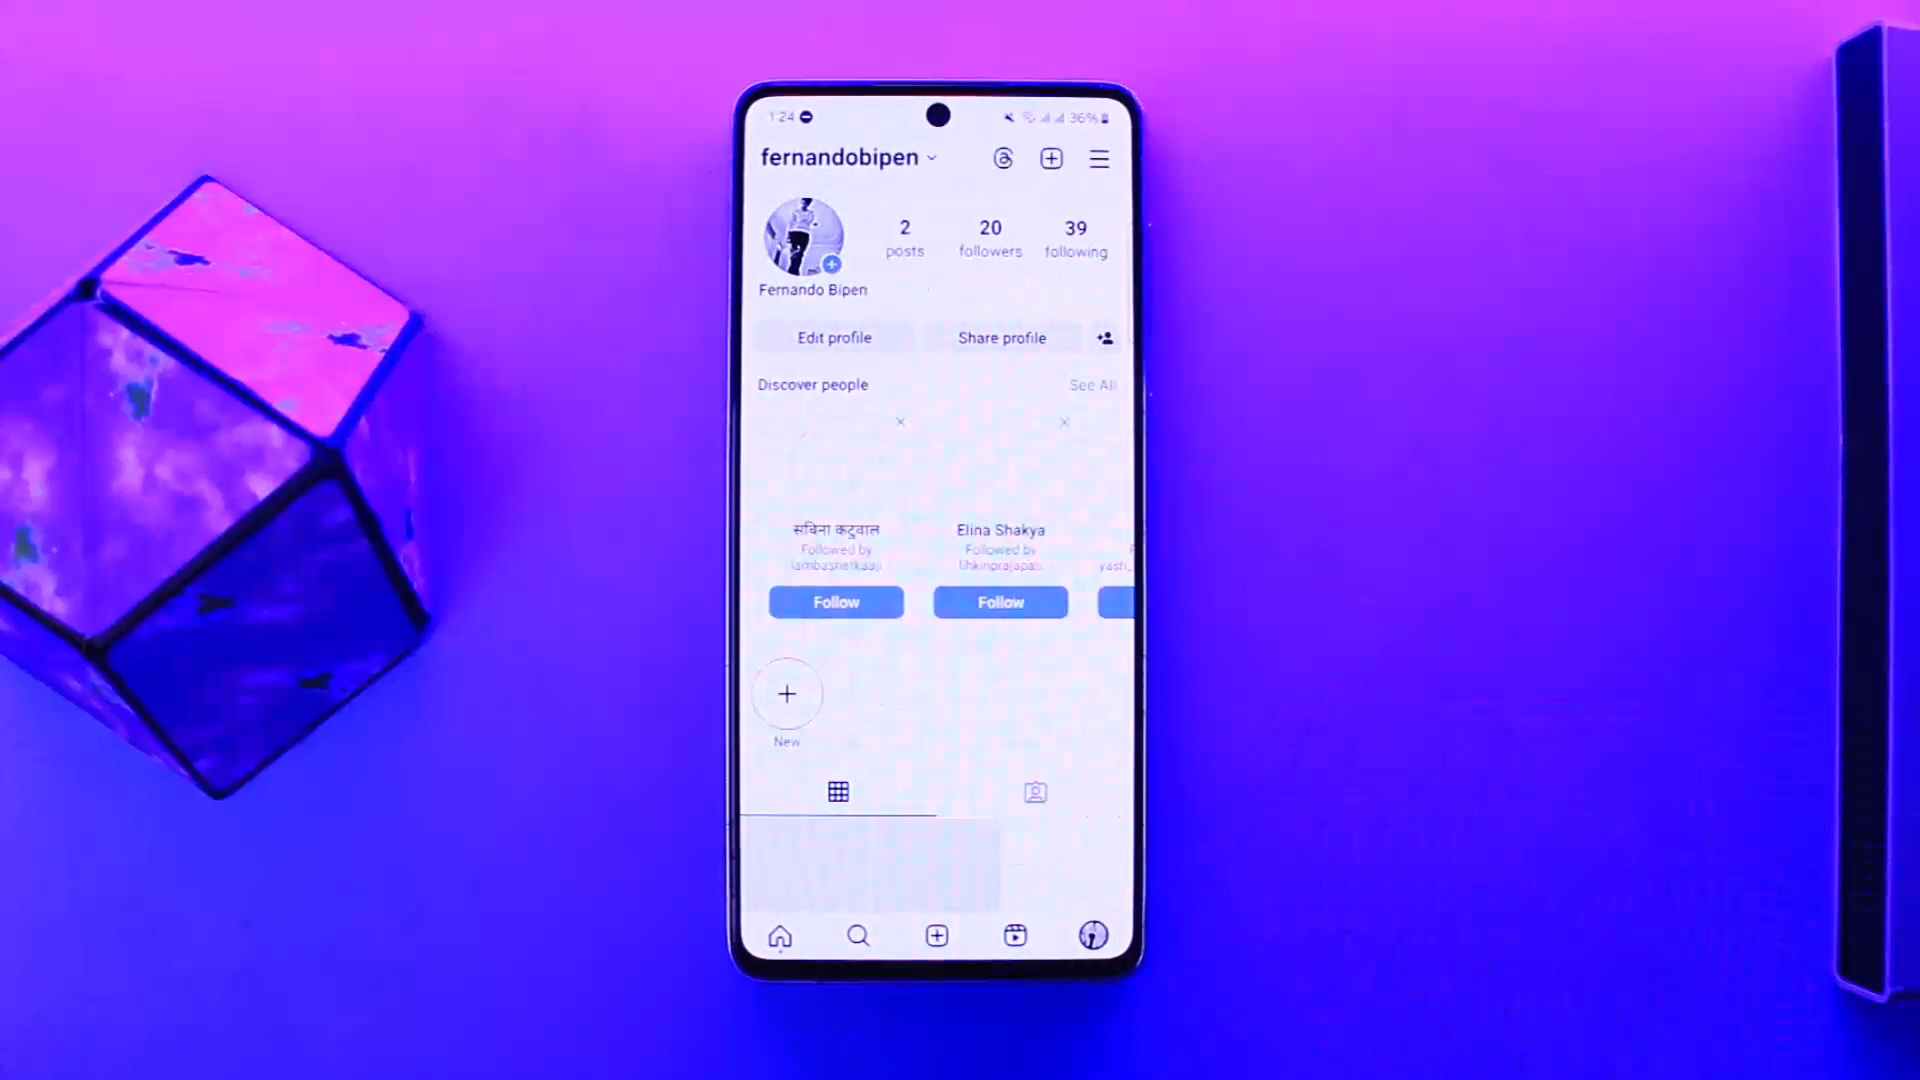 1:24
36%
fernandobipen
2
20
39
posts
followers
following
Fernando Bipen
Edit profile
Share profile
Discover people
See All
सबिना कटुवाल
Elina Shakya
Followed by
Followed by
yash_
Follow
Follow
New